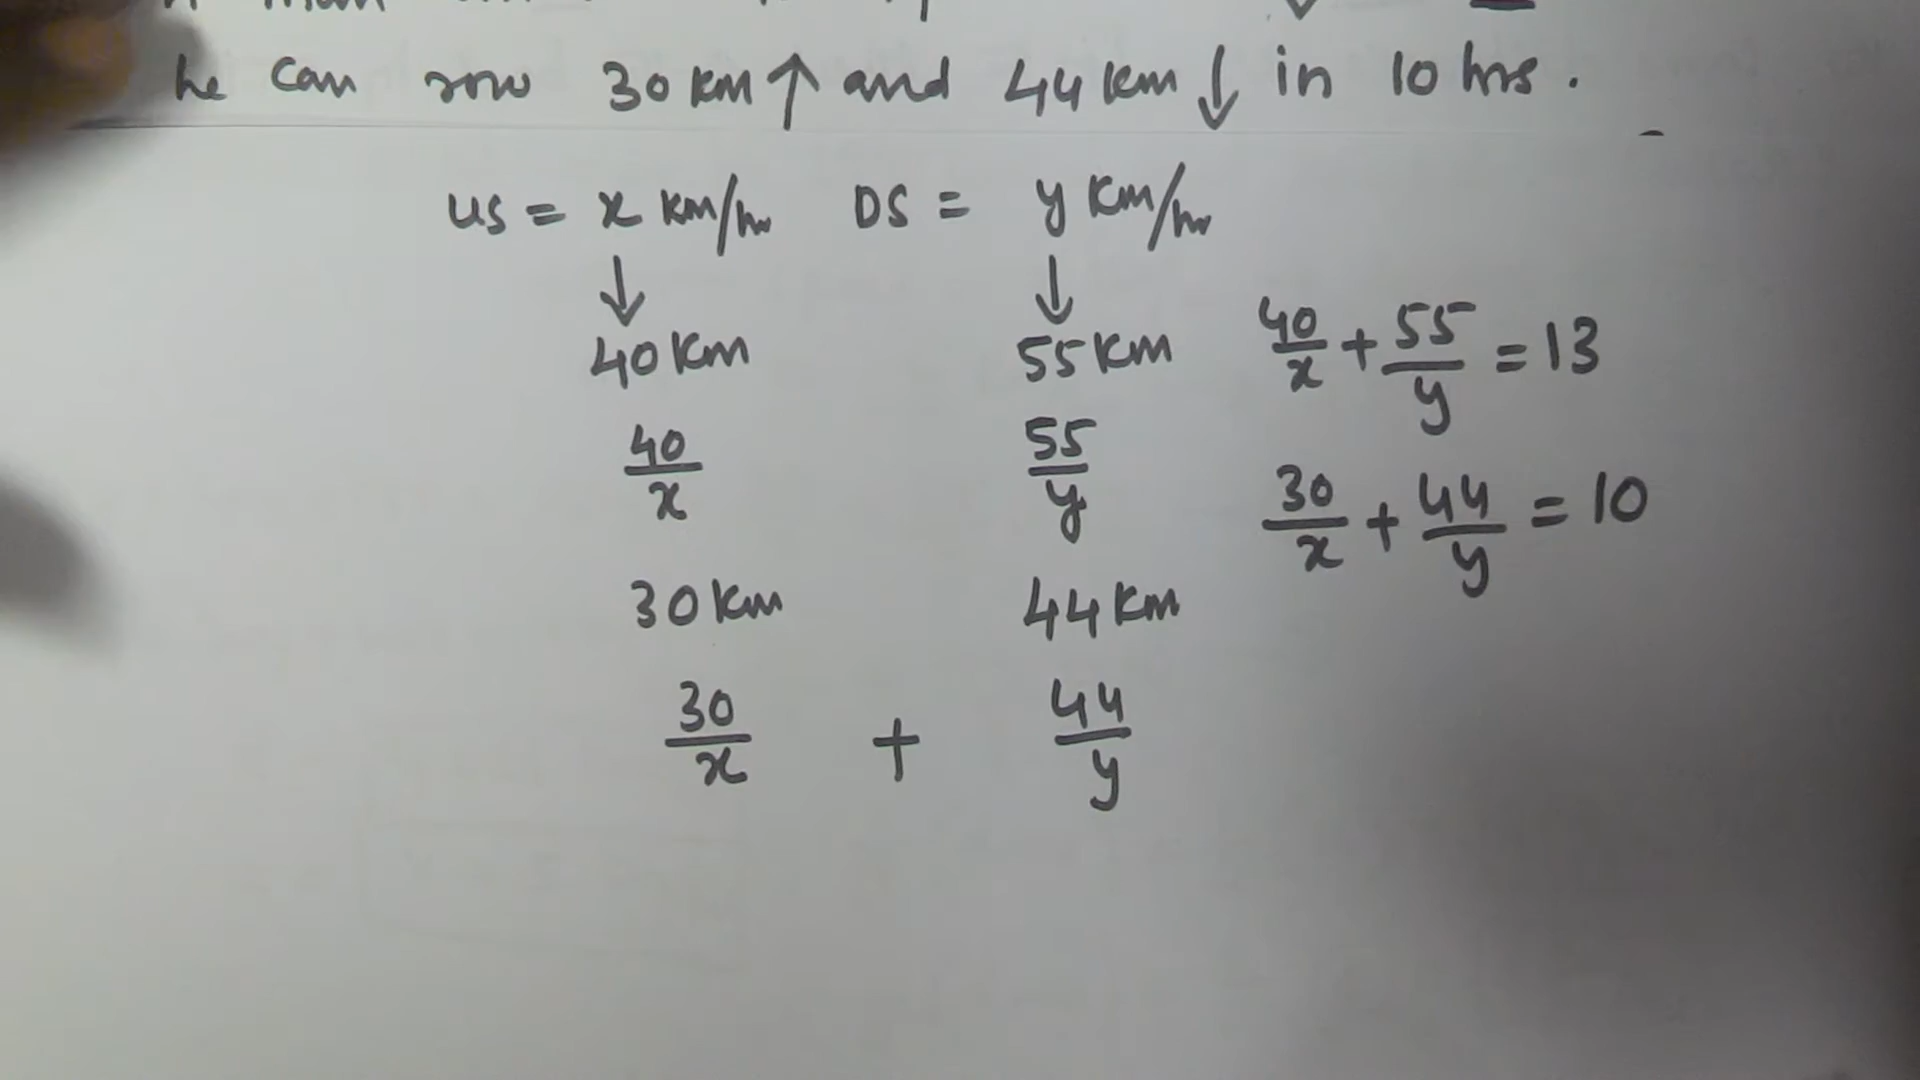 he can row 30 km ↑ and 44 km ↓ in 10 hrs.
US = x km/hr DS = y km/hr
↓ ↓
40 km 55 km
40/x 55/y
40/x + 55/y = 13
30/x + 44/y = 10
30 km 44 km
30/x + 44/y